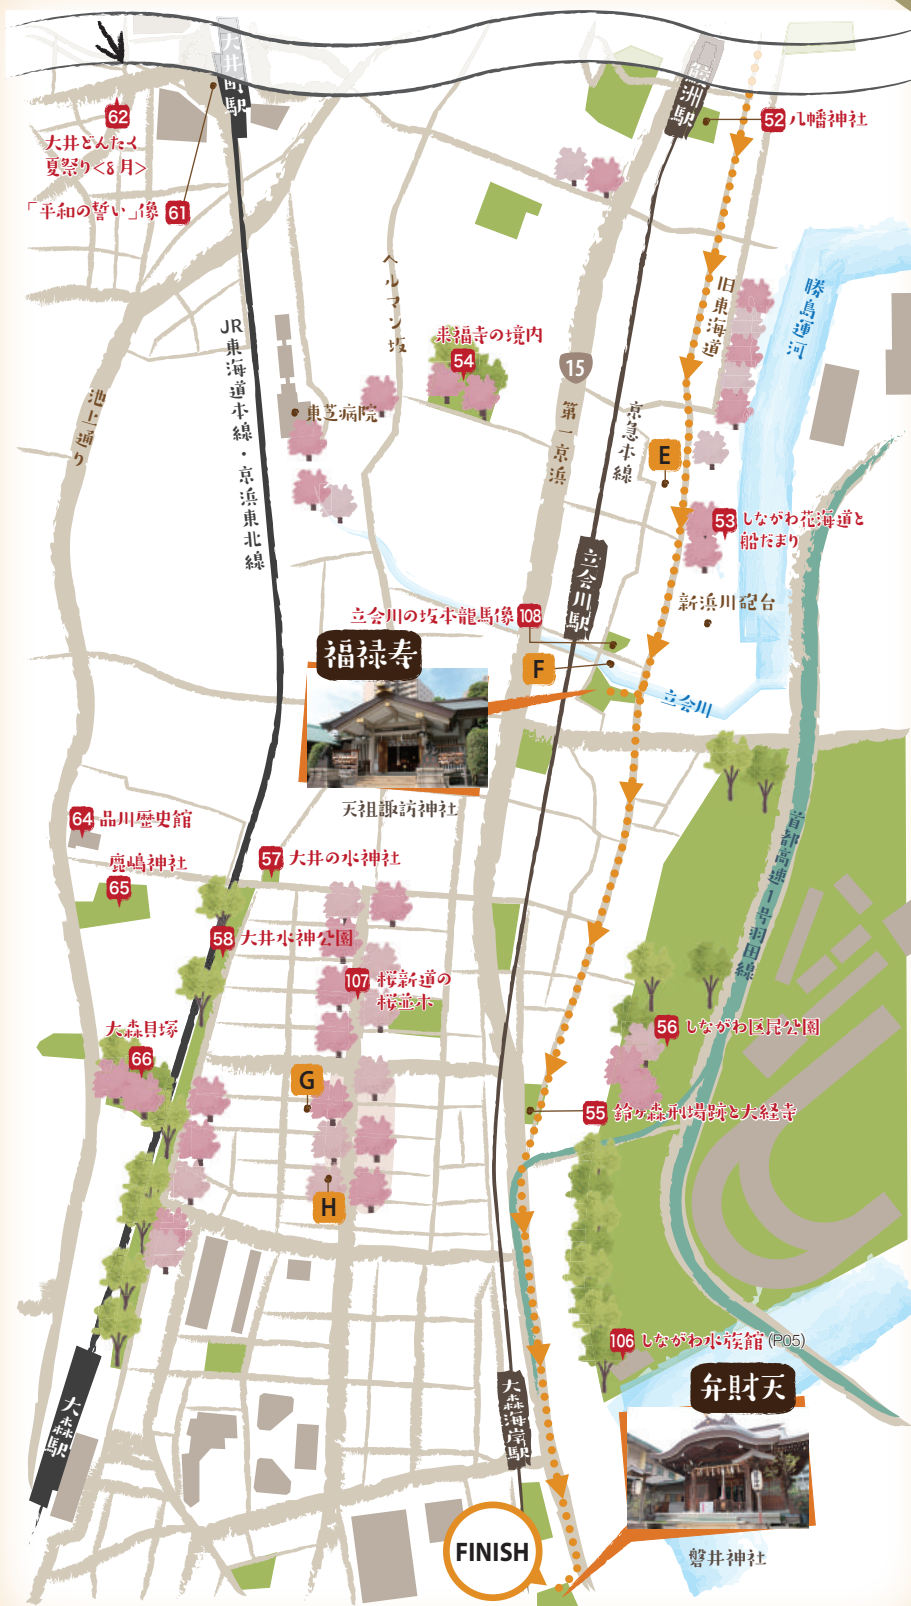 大井町駅
鮫洲駅
62
大井どんたく
夏祭り<8月>
52 八幡神社
「平和の誓い」像 61
ヘルマン坂
旧東海道
勝島運河
JR東海道本線・京浜東北線
来福寺の境内
54
15
池上通り
東芝病院
第一京浜
京急本線
E
53 しながわ花海道と
船だまり
立会川駅
新浜川砲台
立会川の坂本龍馬像 108
福禄寿
F
立会川
天祖諏訪神社
64 品川歴史館
首都高速1号羽田線
鹿嶋神社
65
57 大井の水神社
58 大井水神公園
107 桜新道の
桜並木
大森貝塚
66
56 しながわ区民公園
G
55 鈴ヶ森刑場跡と大経寺
H
106 しながわ水族館 (P05)
弁財天
大森駅
大森海岸駅
FINISH
磐井神社